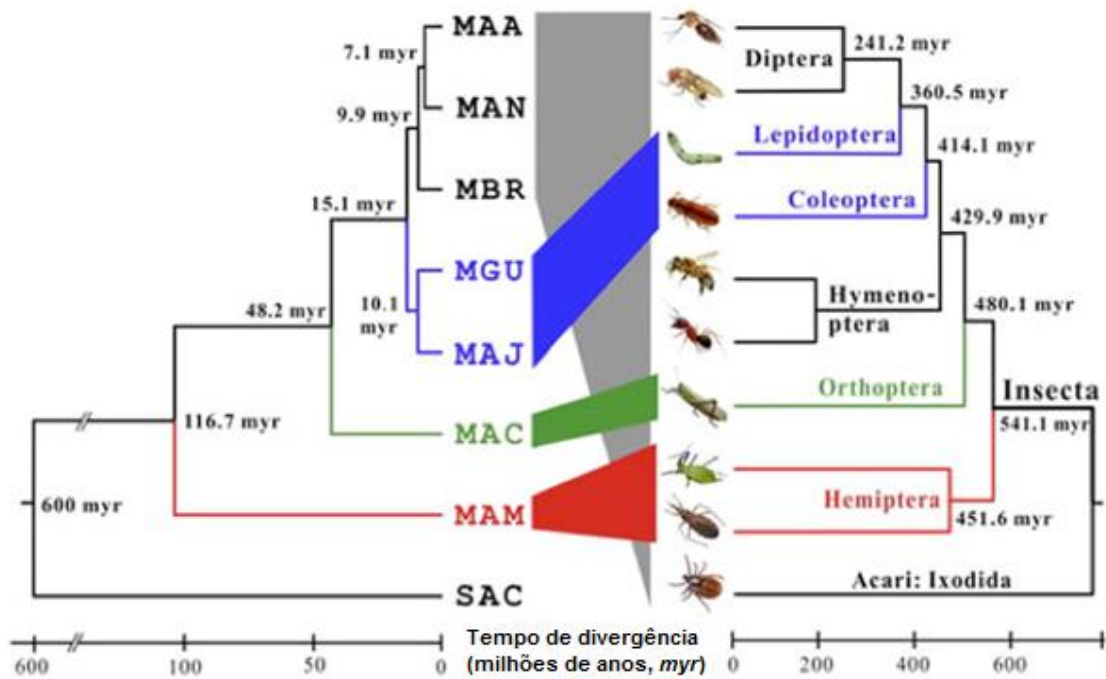 MAA
7.1 myr
MAN
9.9 myr
MBR
15.1 myr
MGU
10.1
myr
48.2 myr
MAJ
MAC
116.7 myr
MAM
600 myr
SAC
241.2 myr
Diptera
360.5 myr
Lepidoptera
414.1 myr
Coleoptera
429.9 myr
Hymeno-
ptera
480.1 myr
Orthoptera
Insecta
541.1 myr
Hemiptera
451.6 myr
Acari: Ixodida
600
100
50
0
Tempo de divergência
(milhões de anos, myr)
0
200
400
600